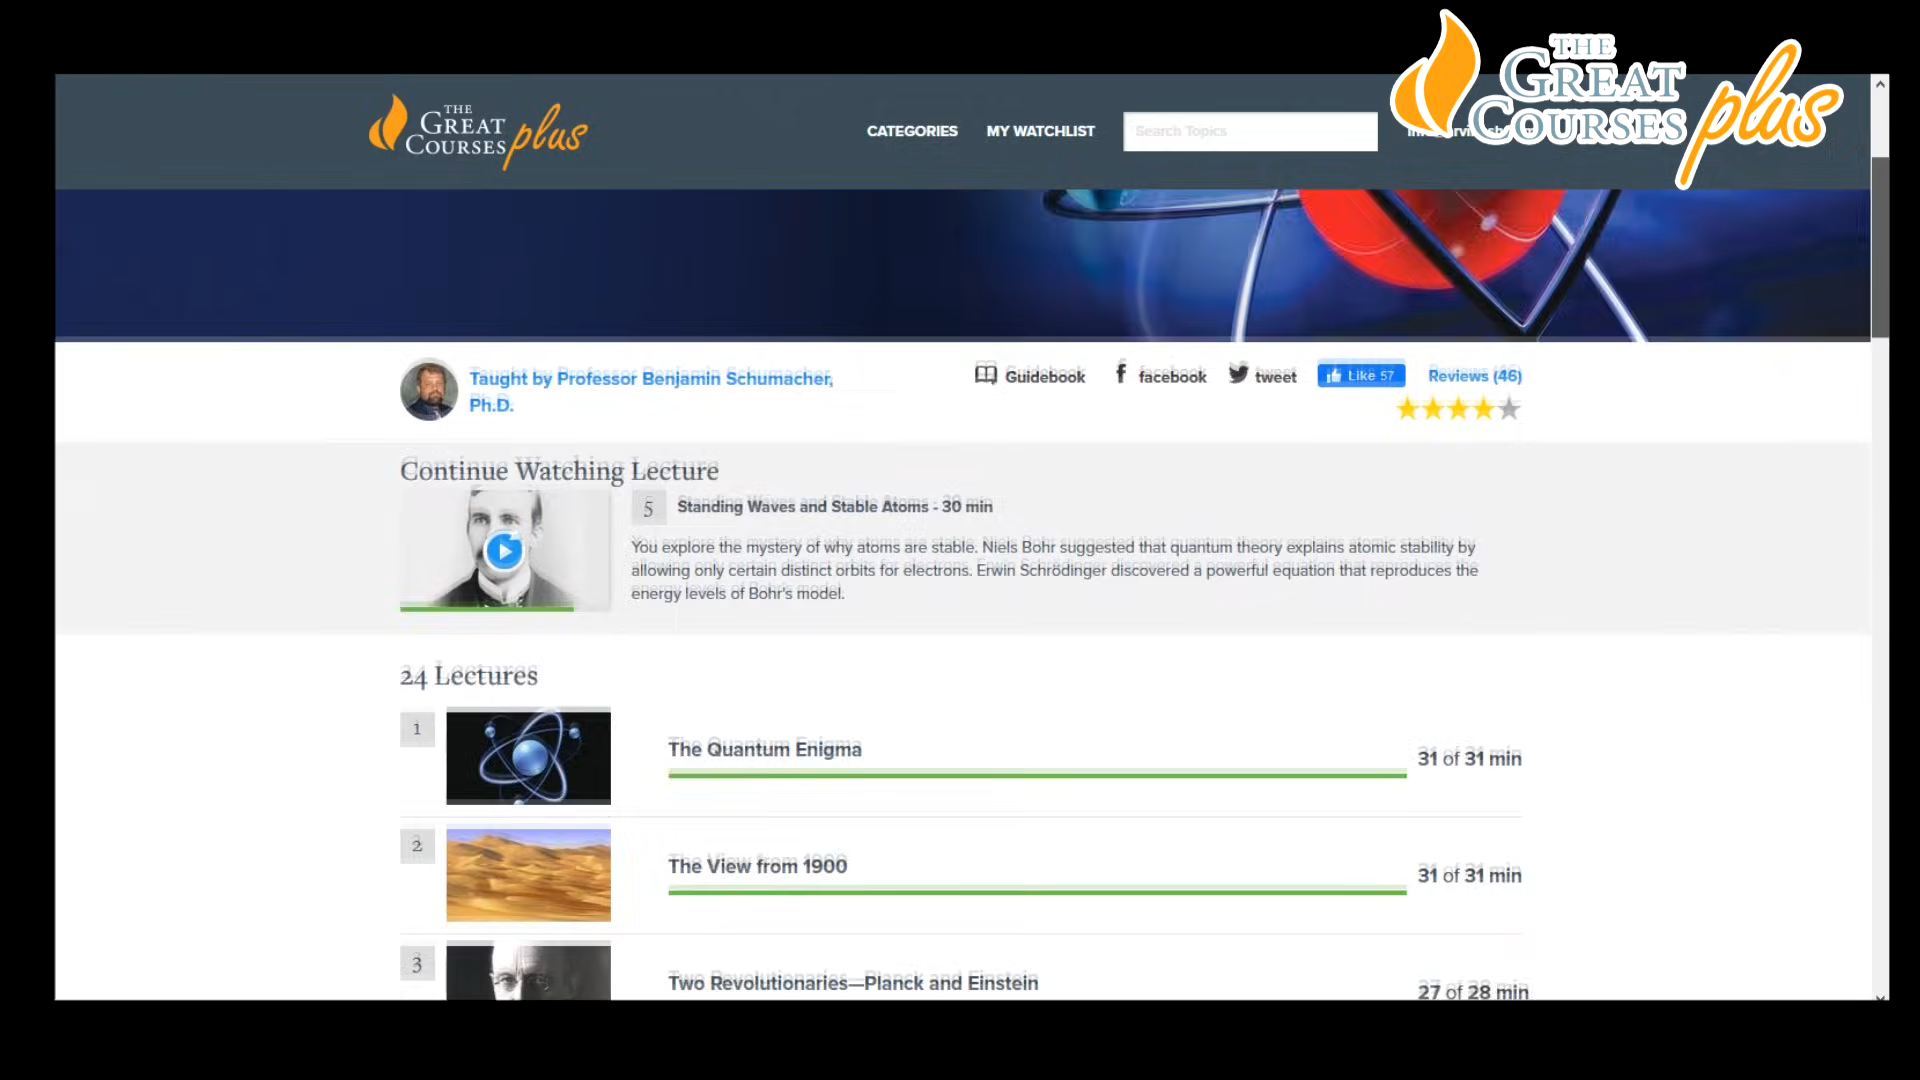 THE
GREAT
COURSES plus
THE
GREAT
COURSES plus
CATEGORIES
MY WATCHLIST
Search Topics
Taught by Professor Benjamin Schumacher,
Ph.D.
Guidebook
facebook
tweet
Like 57
Reviews (46)
Continue Watching Lecture
5
Standing Waves and Stable Atoms - 30 min
You explore the mystery of why atoms are stable. Niels Bohr suggested that quantum theory explains atomic stability by
allowing only certain distinct orbits for electrons. Erwin Schrödinger discovered a powerful equation that reproduces the
energy levels of Bohr's model.
24 Lectures
1
The Quantum Enigma
31 of 31 min
2
The View from 1900
31 of 31 min
3
Two Revolutionaries—Planck and Einstein
27 of 28 min